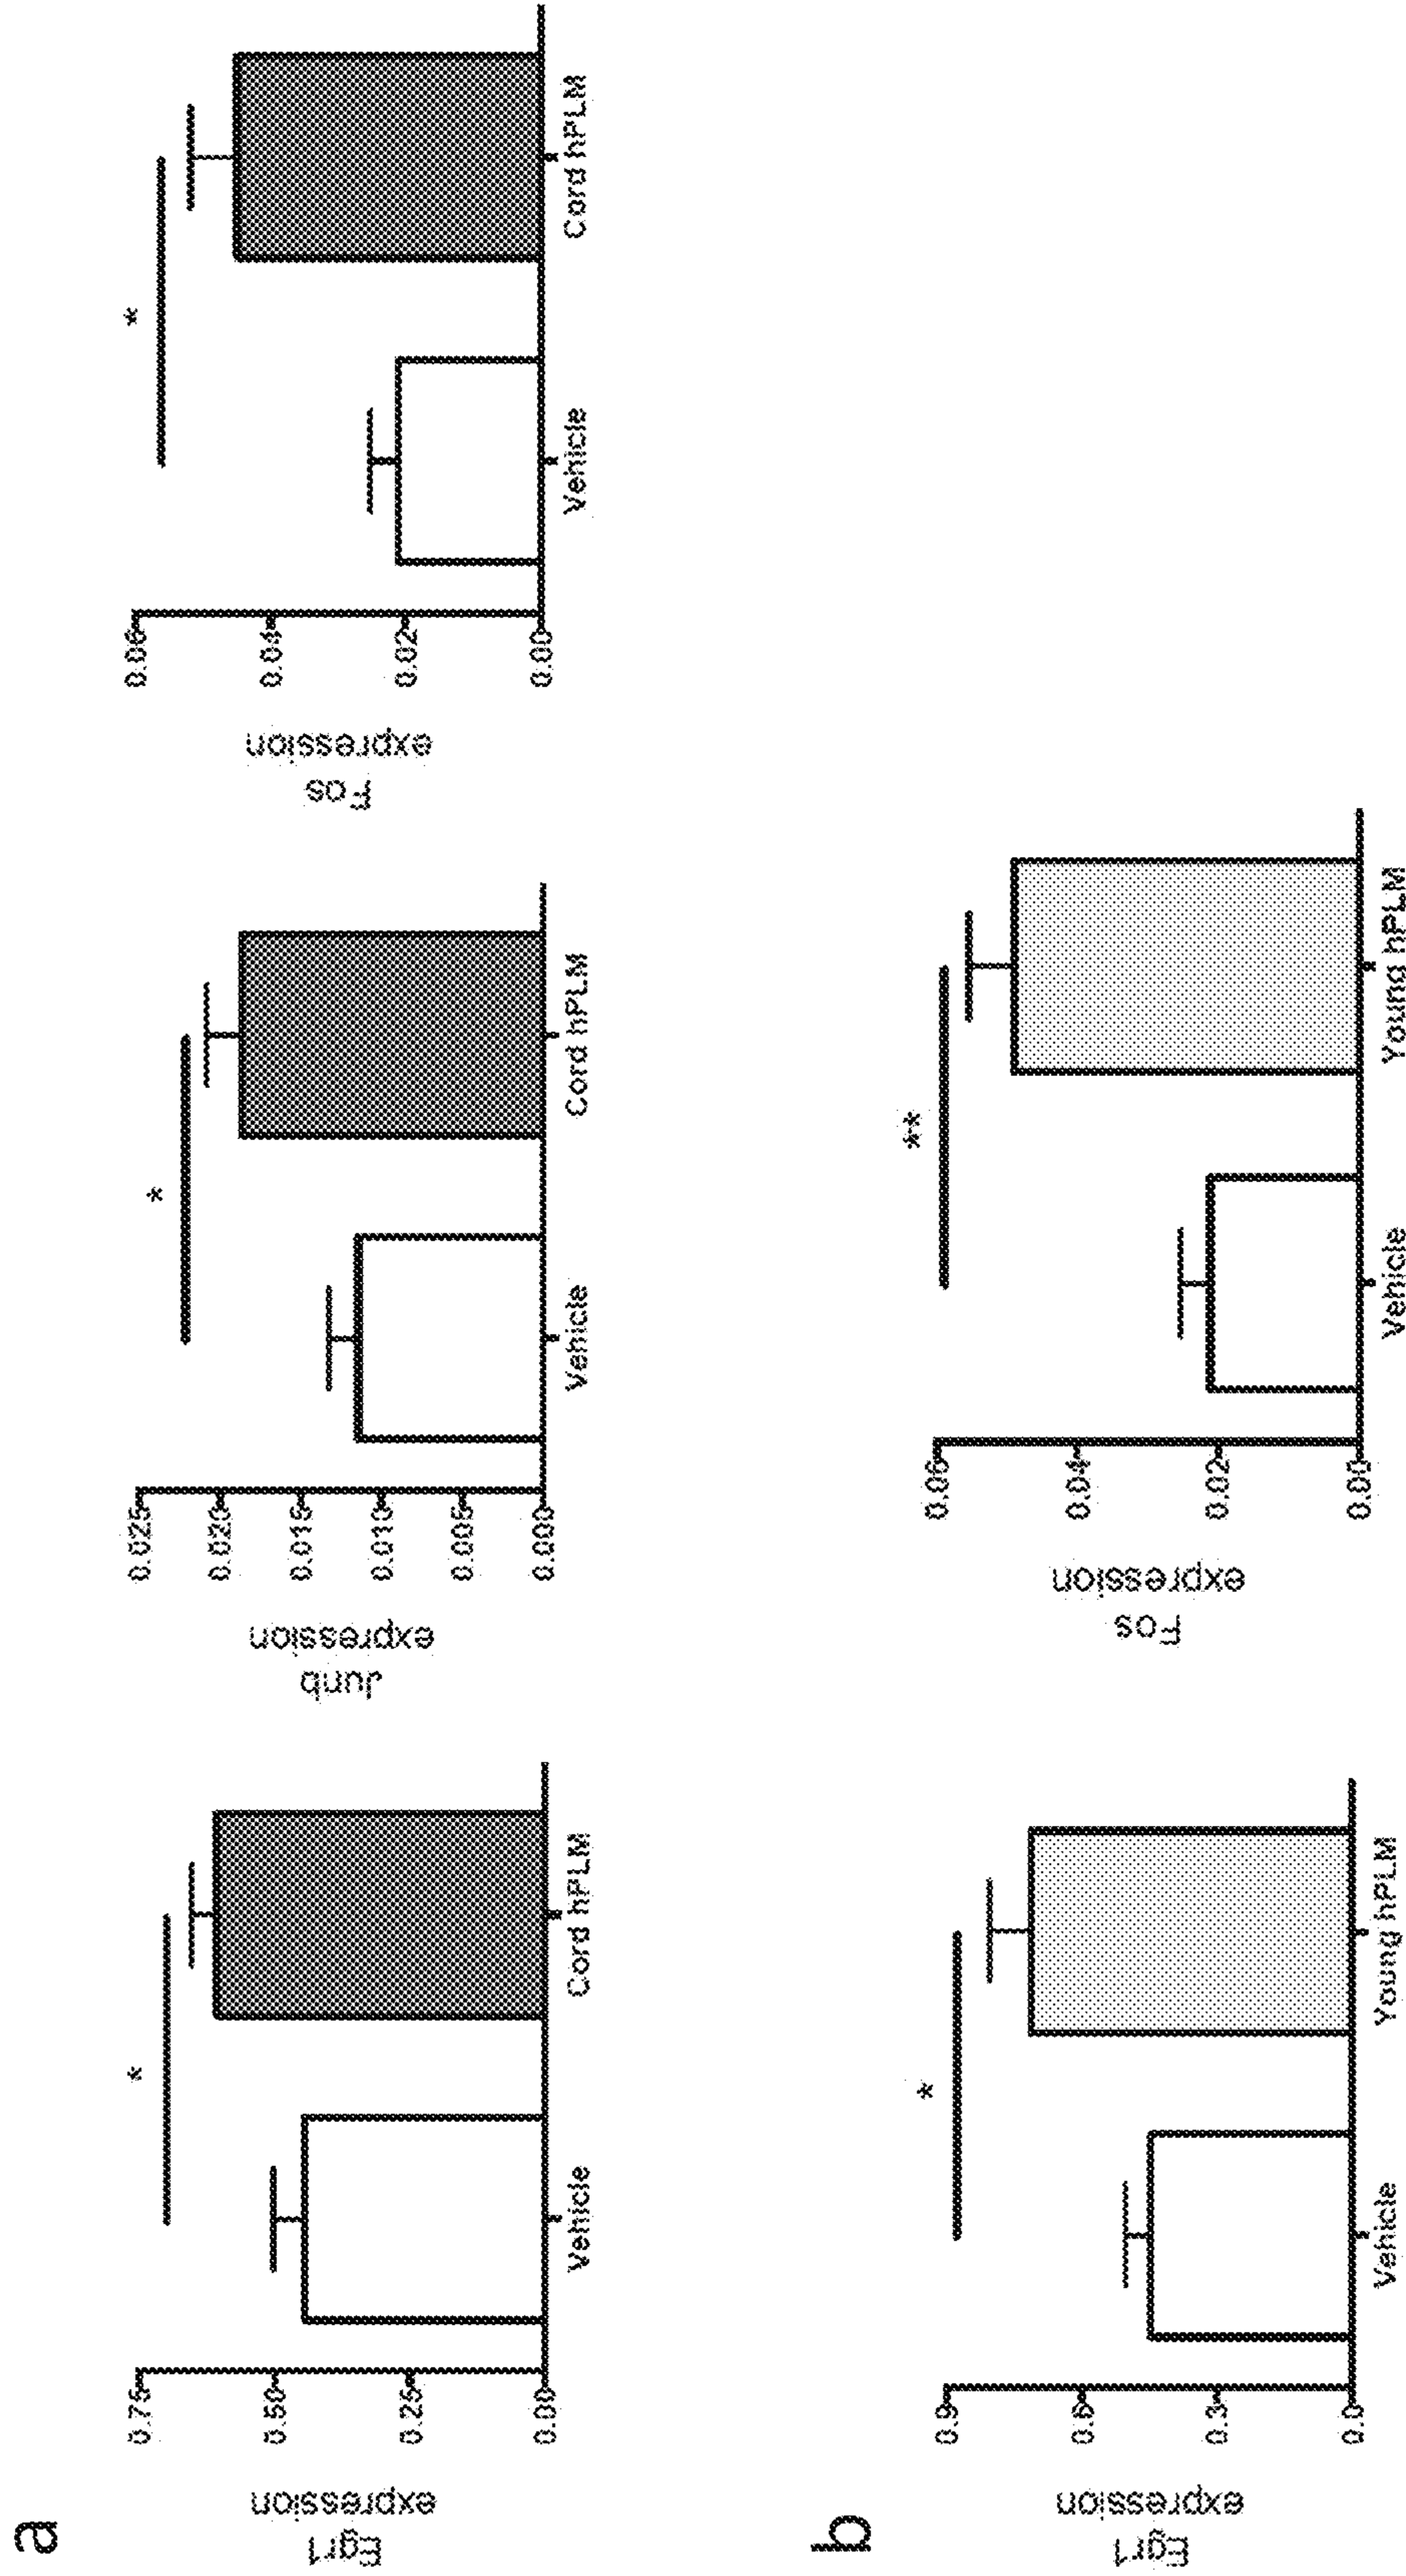 a
Egr1
expression
0.75
0.50
0.25
0.00
*
Vehicle
Cord hPLM
Junb
expression
0.025
0.020
0.015
0.010
0.005
0.000
*
Vehicle
Cord hPLM
Fos
expression
0.06
0.04
0.02
0.00
*
Vehicle
Cord hPLM
b
Egr1
expression
0.9
0.6
0.3
0.0
*
Vehicle
Young hPLM
Fos
expression
0.06
0.04
0.02
0.00
**
Vehicle
Young hPLM